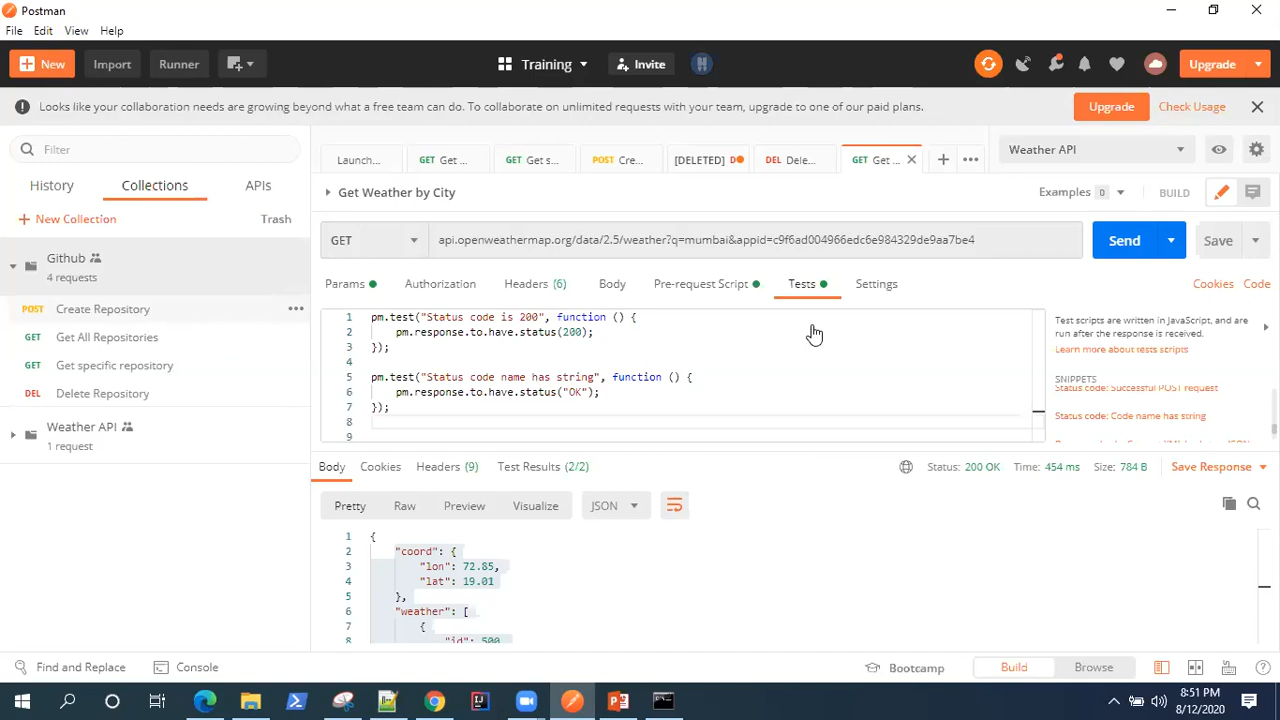 Postman
File Edit View Help
New Import Runner Training Invite Upgrade
Looks like your collaboration needs are growing beyond what a free team can do. To collaborate on unlimited requests with your team, upgrade to one of our paid plans. Upgrade Check Usage
Filter
Launch... GET Get ... GET Get s... POST Cre... [DELETED] DEL Dele... GET Get ...
Weather API
History Collections APIs
Get Weather by City Examples 0 BUILD
New Collection Trash
GET api.openweathermap.org/data/2.5/weather?q=mumbai&appid=c9f6ad004966edc6e984329de9aa7be4 Send Save
Github
4 requests
POST Create Repository
GET Get All Repositories
GET Get specific repository
DEL Delete Repository
Weather API
1 request
Params Authorization Headers (6) Body Pre-request Script Tests Settings Cookies Code
1 pm.test("Status code is 200", function () {
2 pm.response.to.have.status(200);
3 });
4
5 pm.test("Status code name has string", function () {
6 pm.response.to.have.status("OK");
7 });
8
9
Test scripts are written in JavaScript, and are
run after the response is received.
Learn more about tests scripts
SNIPPETS
Status code: Successful POST request
Status code: Code name has string
Body Cookies Headers (9) Test Results (2/2) Status: 200 OK Time: 454 ms Size: 784 B Save Response
Pretty Raw Preview Visualize JSON
1 {
2 "coord": {
3 "lon": 72.85,
4 "lat": 19.01
5 },
6 "weather": [
7 {
8 "id": 500
Find and Replace Console Bootcamp Build Browse
8:51 PM
8/12/2020